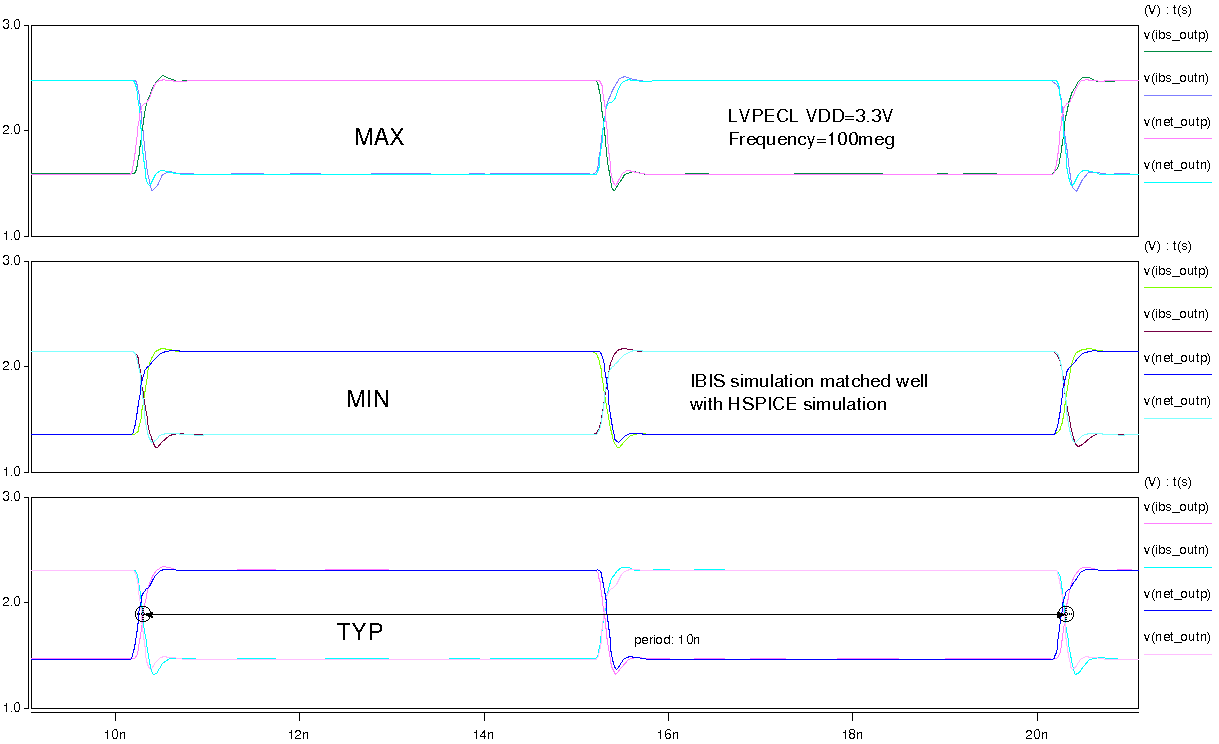 (V) : t(s)
3.0
v(ibs_outp)
v(ibs_outn)
LVPECL VDD=3.3V
2.0
MAX
Frequency=100meg
v(net_outp)
v(net_outn)
1.0
(V) : t(s)
3.0
v(ibs_outp)
v(ibs_outn)
2.0
v(net_outp)
IBIS simulation matched well
MIN
with HSPICE simulation
v(net_outn)
1.0
(V) : t(s)
3.0
v(ibs_outp)
v(ibs_outn)
2.0
v(net_outp)
TYP
period: 10n
v(net_outn)
1.0
10n 12n 14n 16n 18n 20n